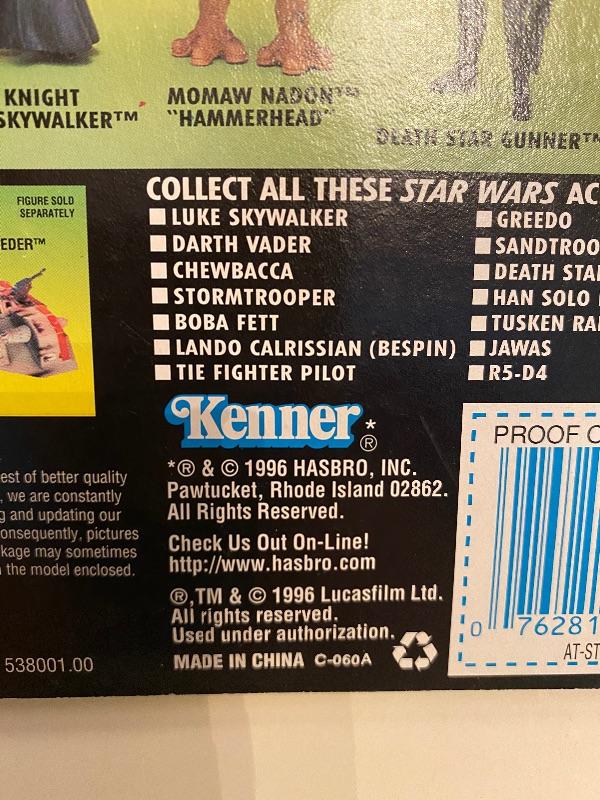 KNIGHT
SKYWALKER™
MOMAW NADON™
"HAMMERHEAD"
DEATH STAR GUNNER™
FIGURE SOLD
SEPARATELY
EDER™
COLLECT ALL THESE STAR WARS AC
LUKE SKYWALKER
DARTH VADER
CHEWBACCA
STORMTROOPER
BOBA FETT
LANDO CALRISSIAN (BESPIN)
TIE FIGHTER PILOT
GREEDO
SANDTROO
DEATH STA
HAN SOLO
TUSKEN RA
JAWAS
R5-D4
Kenner*®
est of better quality
, we are constantly
g and updating our
onsequently, pictures
kage may sometimes
the model enclosed.
538001.00
*® & © 1996 HASBRO, INC.
Pawtucket, Rhode Island 02862.
All Rights Reserved.
Check Us Out On-Line!
http://www.hasbro.com
®,TM & © 1996 Lucasfilm Ltd.
All rights reserved.
Used under authorization.
MADE IN CHINA C-060A
PROOF O
0 76281
AT-ST